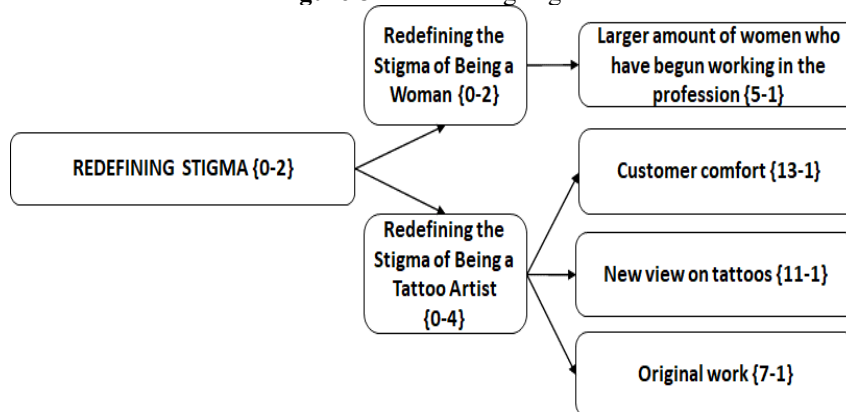 Redefining the
Stigma of Being a
Woman {0-2}
Larger amount of women who
have begun working in the
profession {5-1}
REDEFINING STIGMA {0-2}
Customer comfort {13-1}
Redefining the
Stigma of Being a
Tattoo Artist
{0-4}
New view on tattoos {11-1}
Original work {7-1}